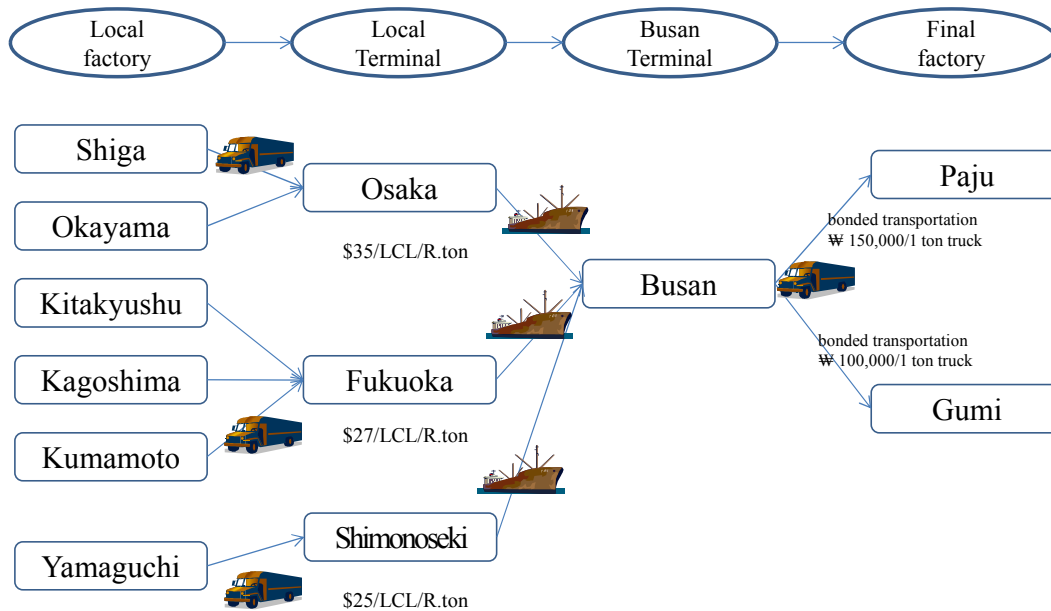 Local
factory
Local
Terminal
Busan
Terminal
Final
factory
Shiga
Okayama
Osaka
$35/LCL/R.ton
Paju
bonded transportation
₩ 150,000/1 ton truck
Kitakyushu
Busan
Kagoshima
Fukuoka
$27/LCL/R.ton
bonded transportation
₩ 100,000/1 ton truck
Gumi
Kumamoto
Yamaguchi
Shimonoseki
$25/LCL/R.ton